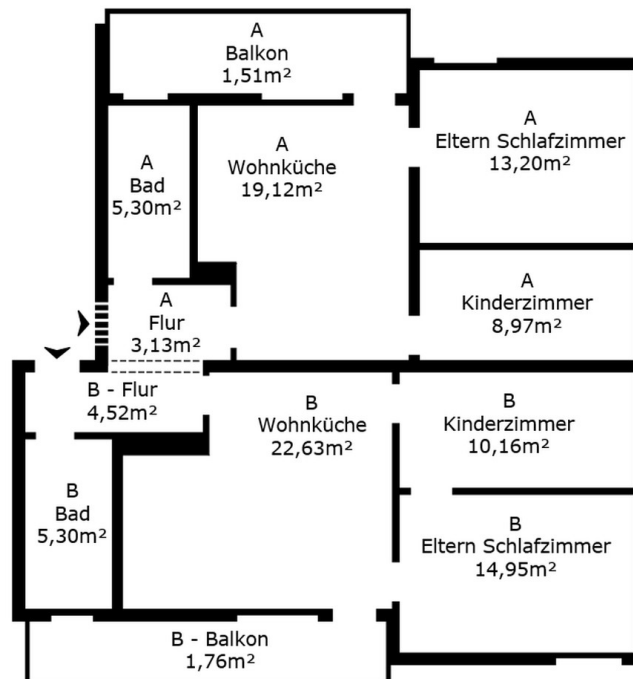 A
Balkon
1,51m²
A
Eltern Schlafzimmer
13,20m²
A
Wohnküche
19,12m²
A
Bad
5,30m²
A
Kinderzimmer
8,97m²
A
Flur
3,13m²
B - Flur
4,52m²
B
Wohnküche
22,63m²
B
Kinderzimmer
10,16m²
B
Bad
5,30m²
B
Eltern Schlafzimmer
14,95m²
B - Balkon
1,76m²